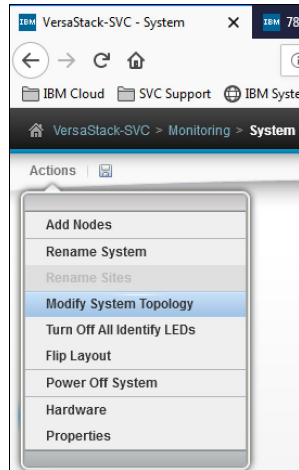 IBM VersaStack-SVC - System × IBM 78
IBM Cloud SVC Support IBM Syste
VersaStack-SVC > Monitoring > System
Actions
Add Nodes
Rename System
Rename Sites
Modify System Topology
Turn Off All Identify LEDs
Flip Layout
Power Off System
Hardware
Properties